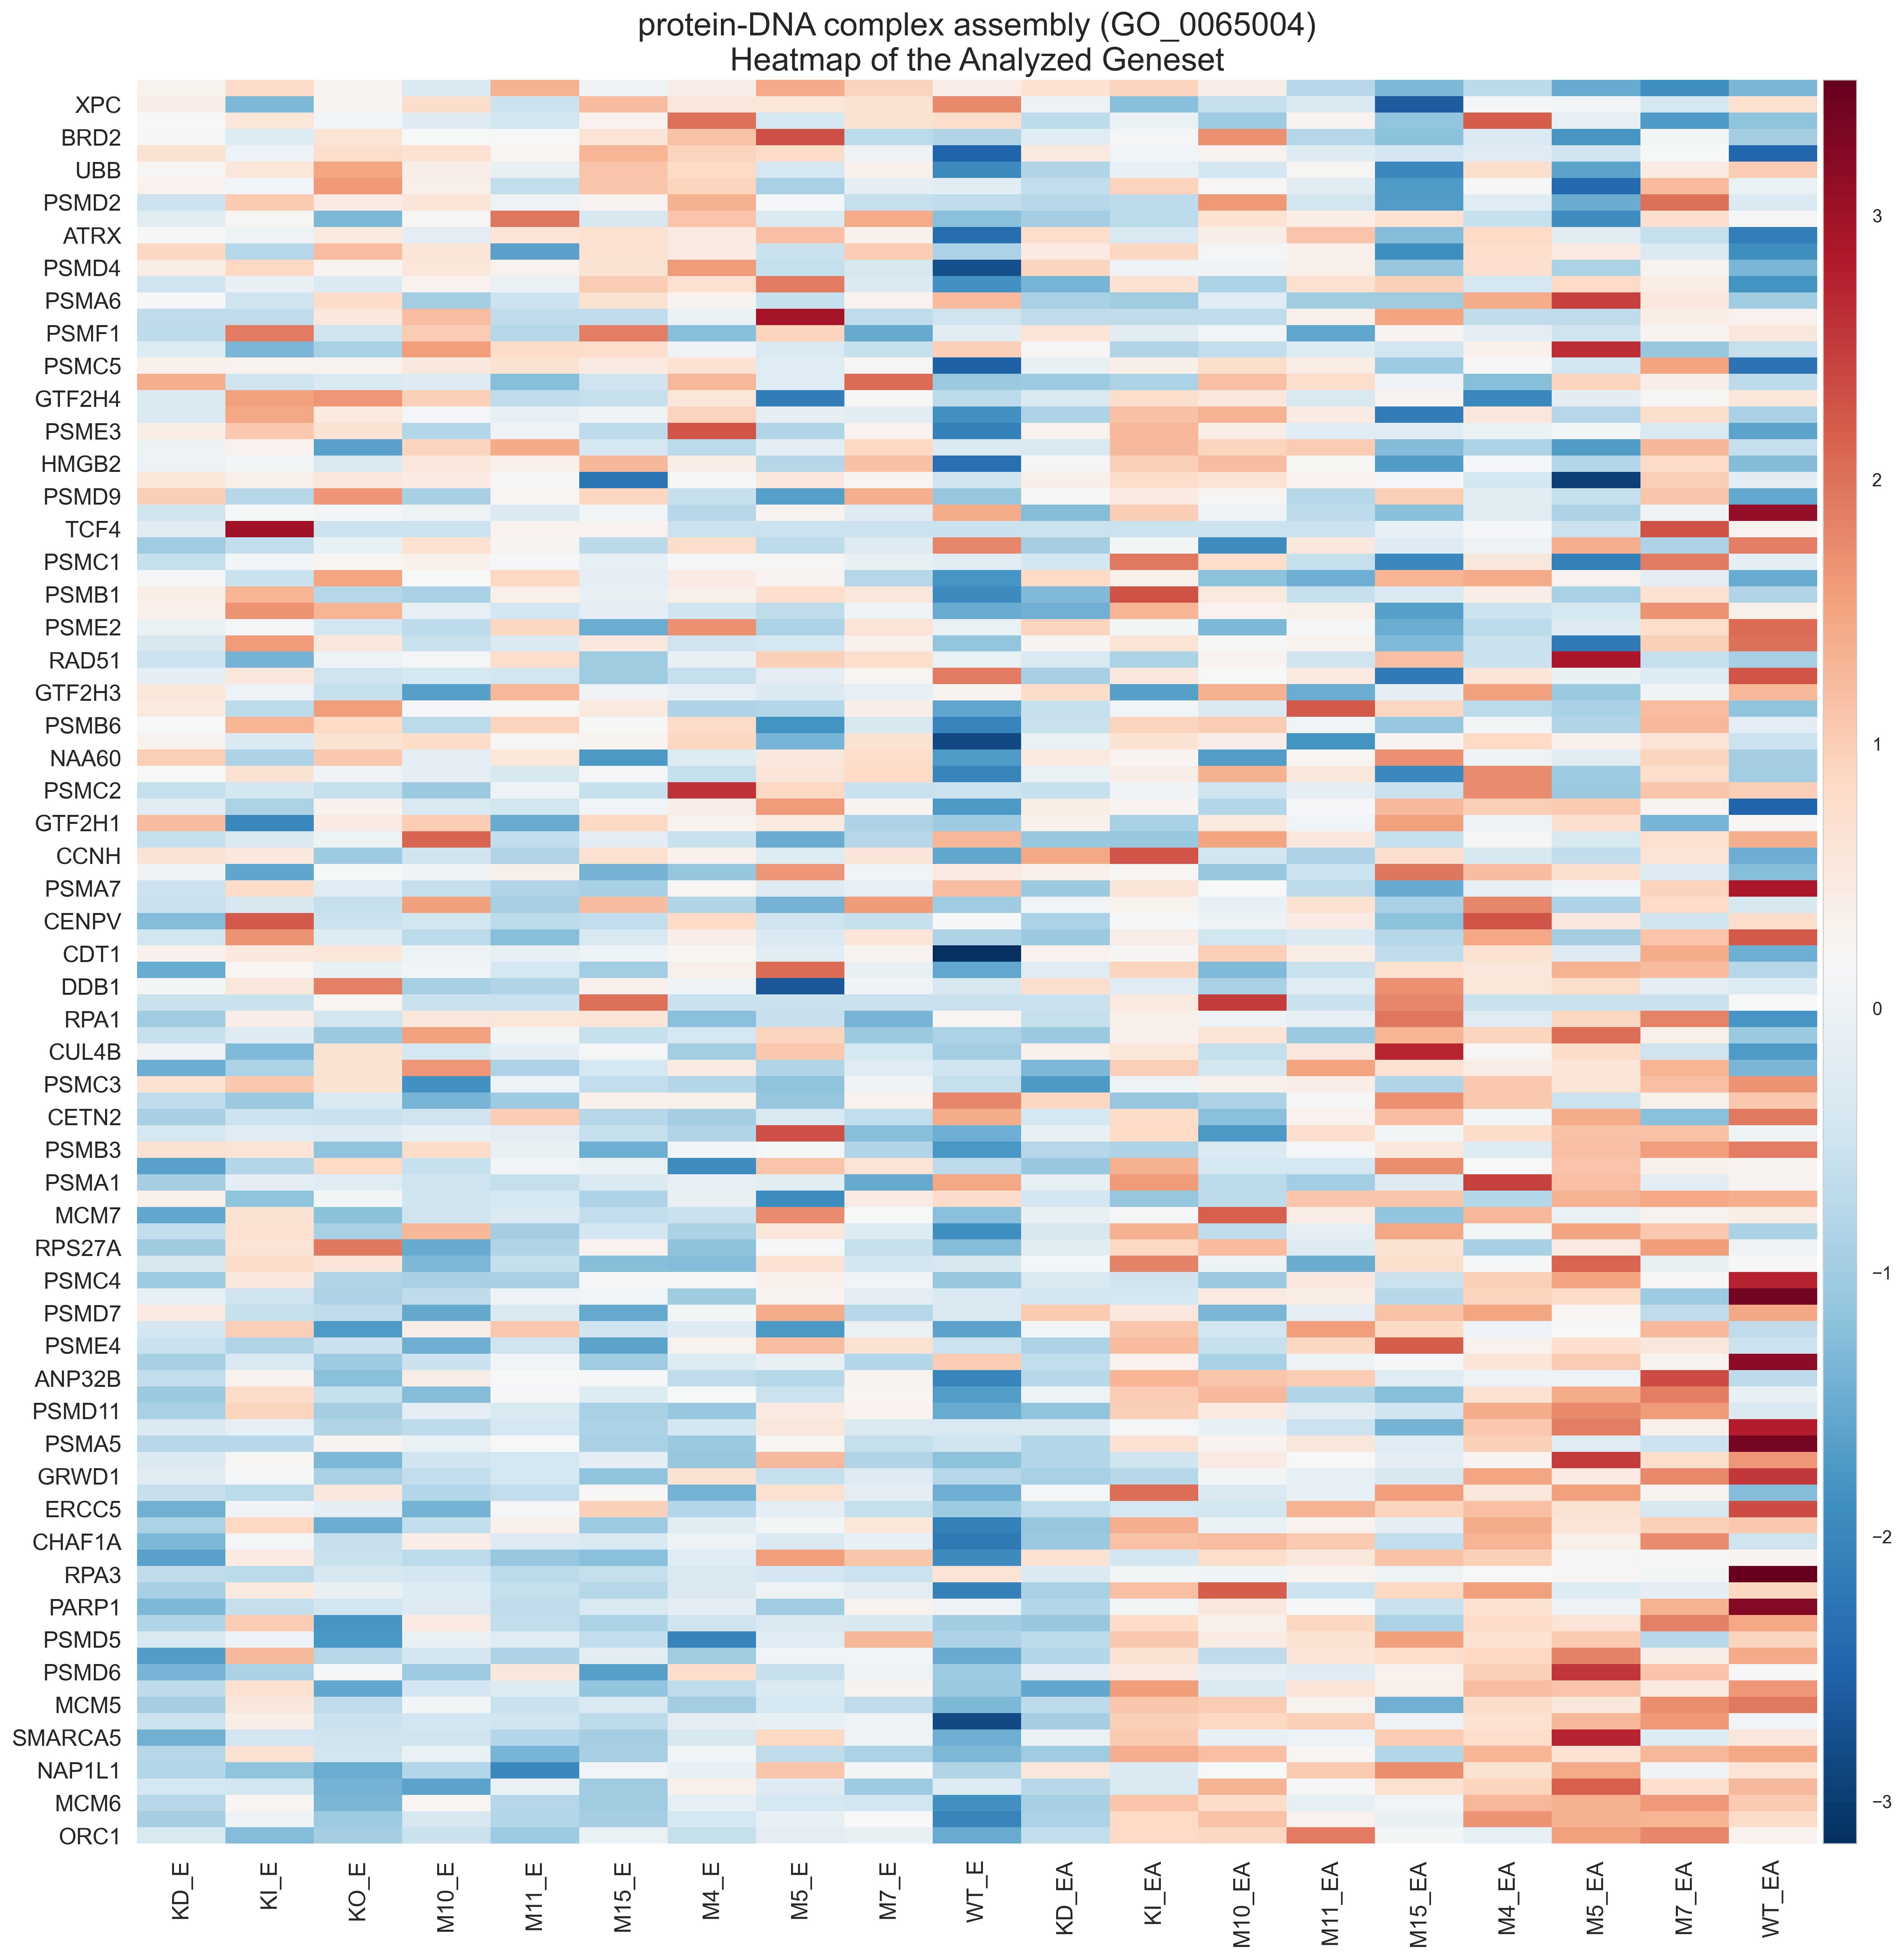 protein-DNA complex assembly (GO_0065004)
Heatmap of the Analyzed Geneset
XPC
BRD2
UBB
PSMD2
ATRX
PSMD4
PSMA6
PSMF1
PSMC5
GTF2H4
PSME3
HMGB2
PSMD9
TCF4
PSMC1
PSMB1
PSME2
RAD51
GTF2H3
PSMB6
NAA60
PSMC2
GTF2H1
CCNH
PSMA7
CENPV
CDT1
DDB1
RPA1
CUL4B
PSMC3
CETN2
PSMB3
PSMA1
MCM7
RPS27A
PSMC4
PSMD7
PSME4
ANP32B
PSMD11
PSMA5
GRWD1
ERCC5
CHAF1A
RPA3
PARP1
PSMD5
PSMD6
MCM5
SMARCA5
NAP1L1
MCM6
ORC1
3
2
1
0
−1
−2
−3
KD_E
KI_E
KO_E
M10_E
M11_E
M15_E
M4_E
M5_E
M7_E
WT_E
KD_EA
KI_EA
M10_EA
M11_EA
M15_EA
M4_EA
M5_EA
M7_EA
WT_EA